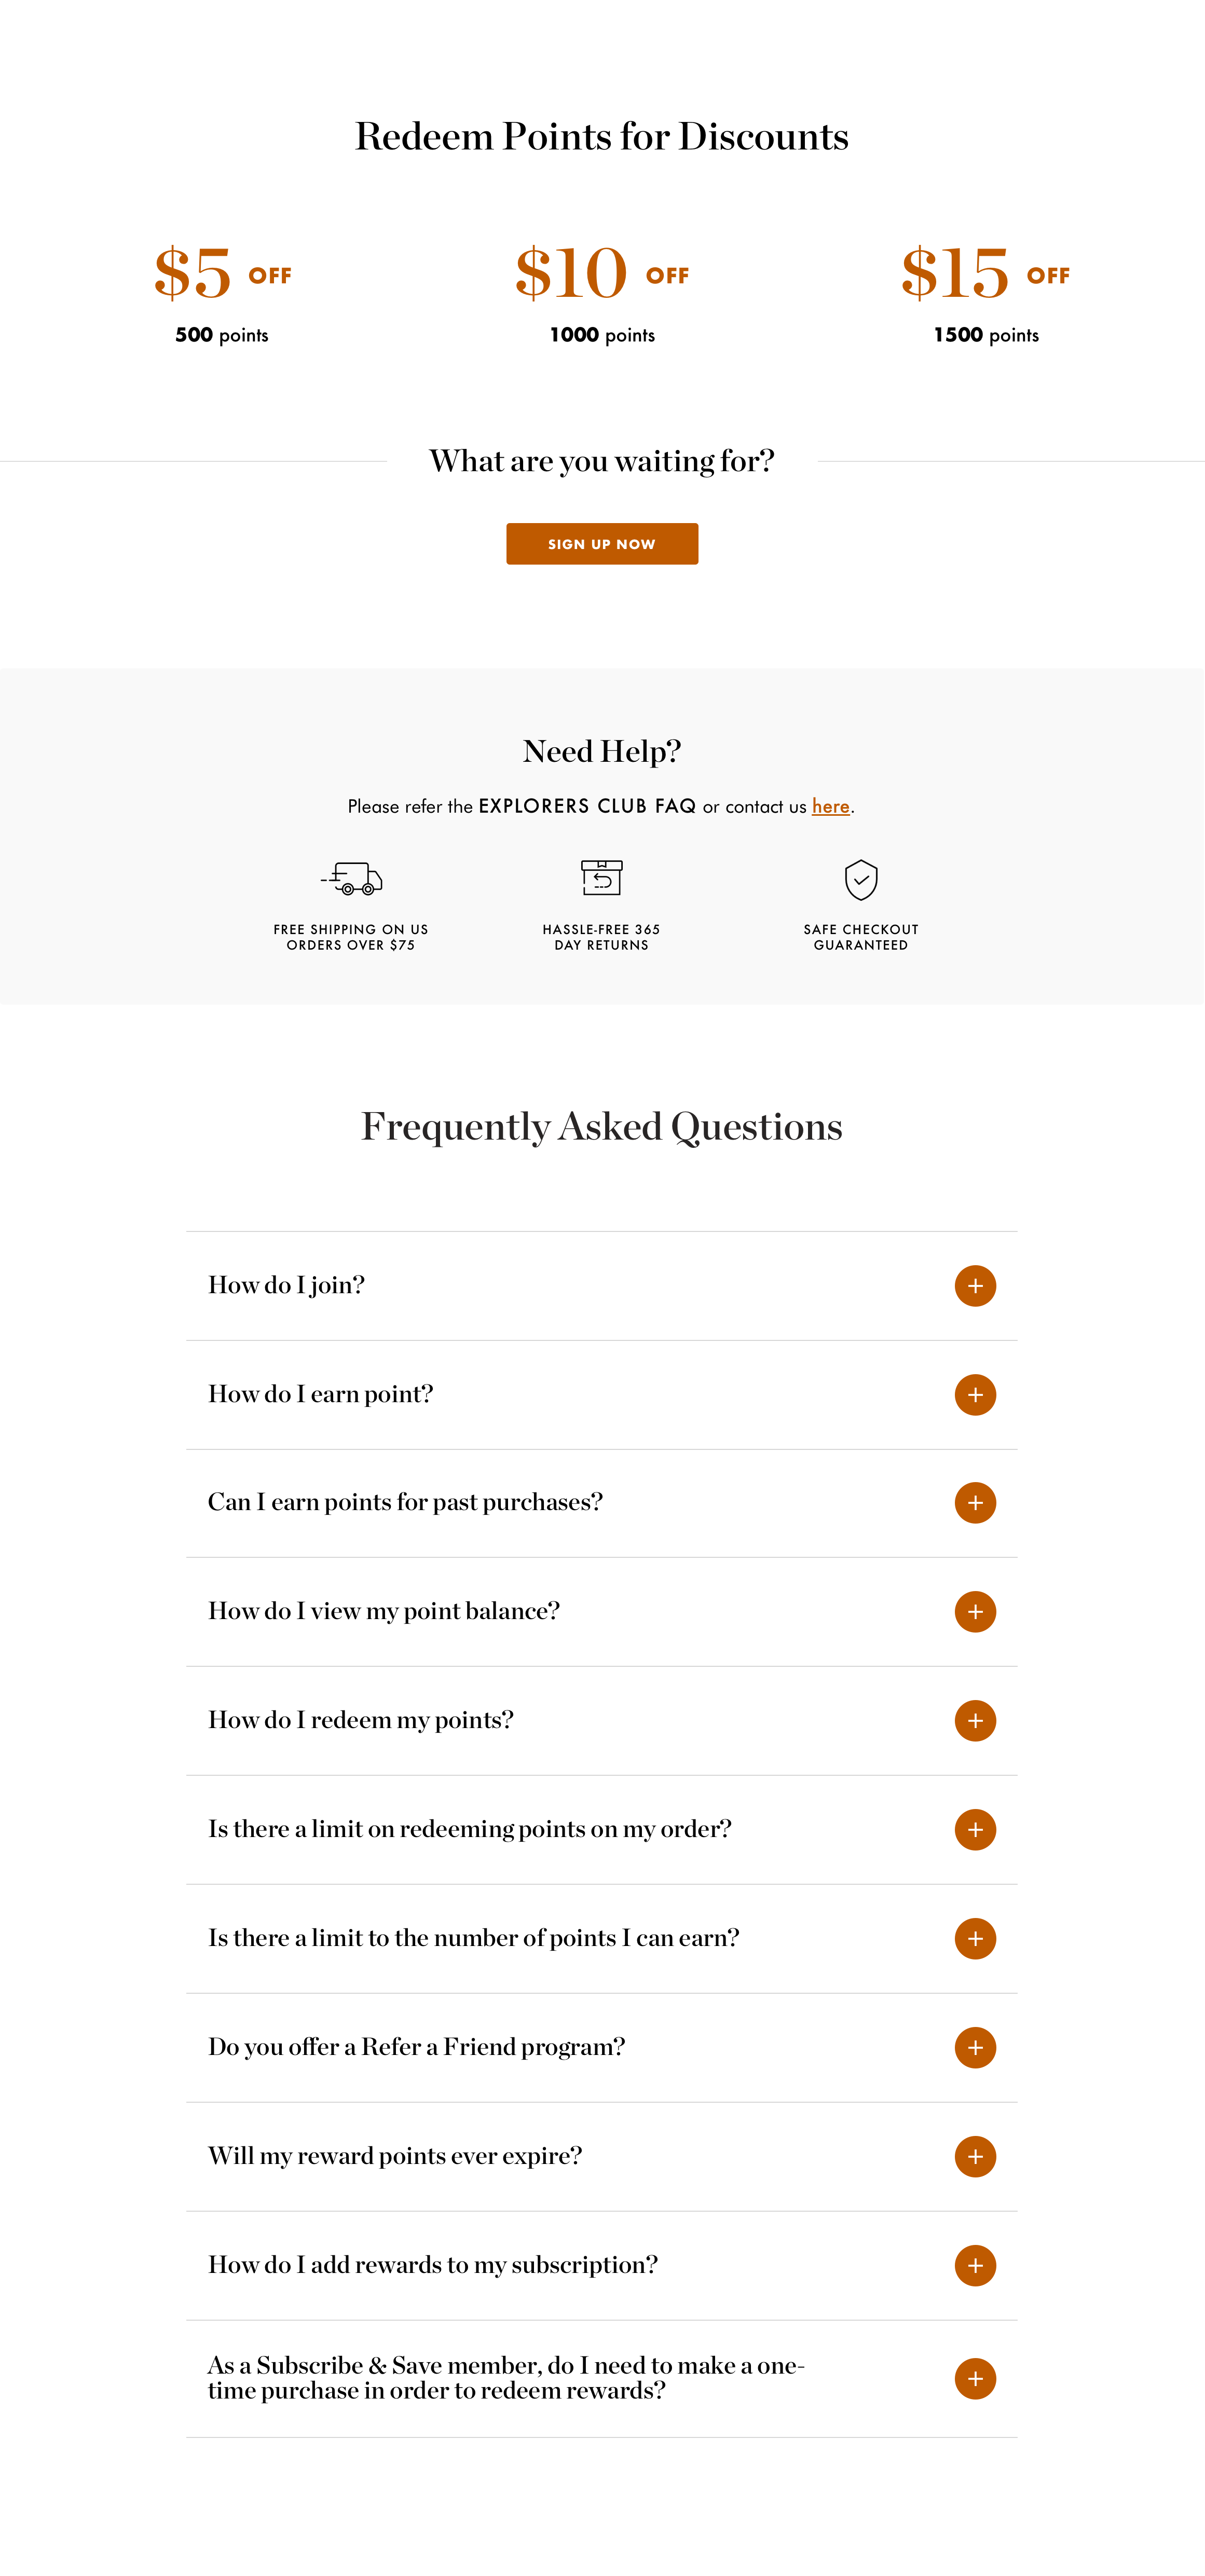 Redeem Points for Discounts
$5 OFF
500 points
$10 OFF
1000 points
$15 OFF
1500 points
What are you waiting for?
SIGN UP NOW
Need Help?
Please refer the EXPLORERS CLUB FAQ or contact us here.
FREE SHIPPING ON US
ORDERS OVER $75
HASSLE-FREE 365
DAY RETURNS
SAFE CHECKOUT
GUARANTEED
Frequently Asked Questions
How do I join?
How do I earn point?
Can I earn points for past purchases?
How do I view my point balance?
How do I redeem my points?
Is there a limit on redeeming points on my order?
Is there a limit to the number of points I can earn?
Do you offer a Refer a Friend program?
Will my reward points ever expire?
How do I add rewards to my subscription?
As a Subscribe & Save member, do I need to make a one-
time purchase in order to redeem rewards?